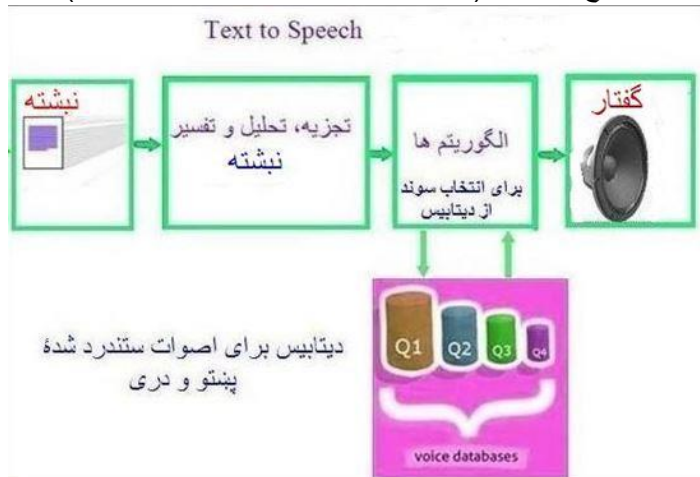 Text to Speech
نبشته
تجزیه، تحلیل و تفسیر
نبشته
الگوریتم ها
برای انتخاب سوند
از دیتابیس
گفتار
دیتابیس برای اصوات ستندرد شدۀ
پښتو و دری
Q1 Q2 Q3 Q4
voice databases